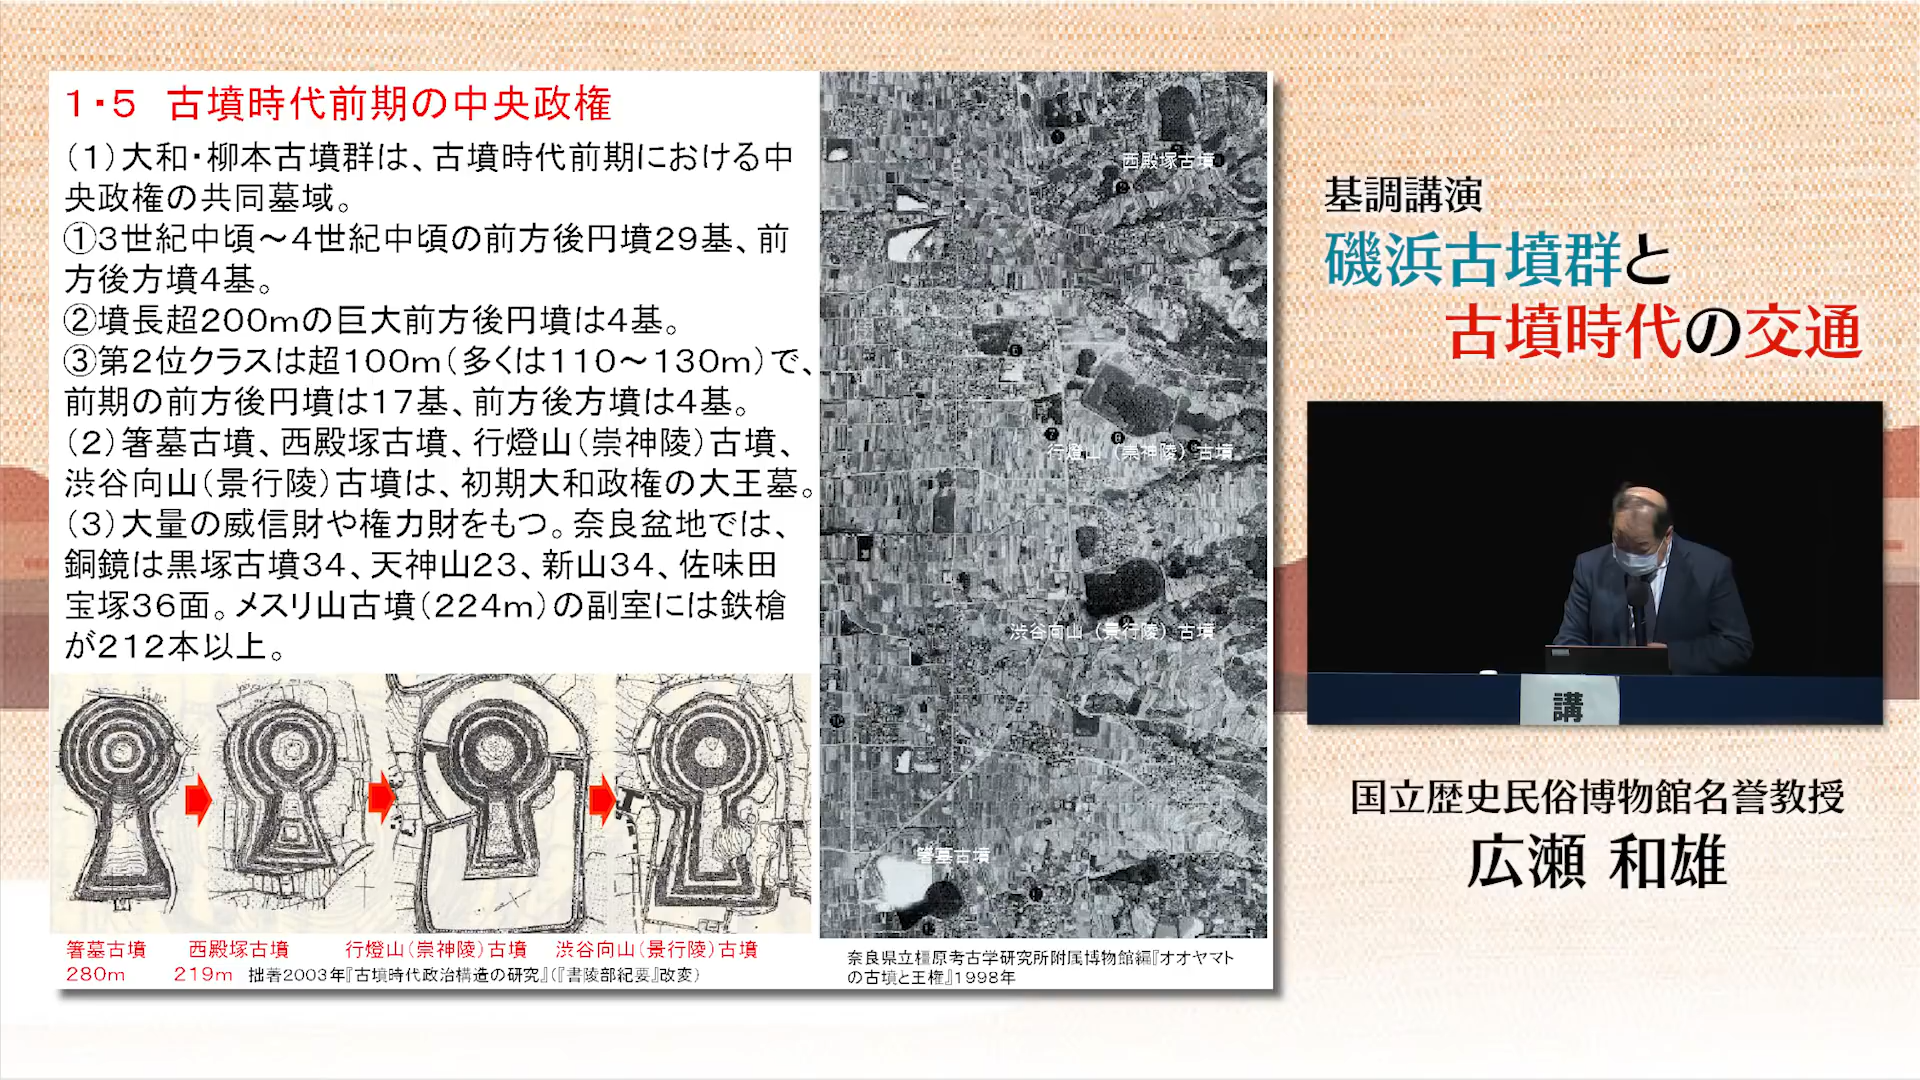 1・5　古墳時代前期の中央政権
（１）大和・柳本古墳群は、古墳時代前期における中
央政権の共同墓域。
①3世紀中頃～4世紀中頃の前方後円墳29基、前
方後方墳4基。
②墳長超200mの巨大前方後円墳は4基。
③第2位クラスは超100m（多くは110～130m）で、
前期の前方後円墳は17基、前方後方墳は4基。
（２）箸墓古墳、西殿塚古墳、行燈山（崇神陵）古墳、
渋谷向山（景行陵）古墳は、初期大和政権の大王墓。
（３）大量の威信財や権力財をもつ。奈良盆地では、
銅鏡は黒塚古墳34、天神山23、新山34、佐味田
宝塚36面。メスリ山古墳（224m）の副室には鉄槍
が212本以上。
箸墓古墳
280m
西殿塚古墳
219m
行燈山（崇神陵）古墳
渋谷向山（景行陵）古墳
拙著2003年『古墳時代政治構造の研究』（『書陵部紀要』改変）
西殿塚古墳
行燈山（崇神陵）古墳
渋谷向山（景行陵）古墳
箸墓古墳
奈良県立橿原考古学研究所附属博物館編『オオヤマト
の古墳と王権』1998年
基調講演
磯浜古墳群と
古墳時代の交通
講
国立歴史民俗博物館名誉教授
広瀬 和雄